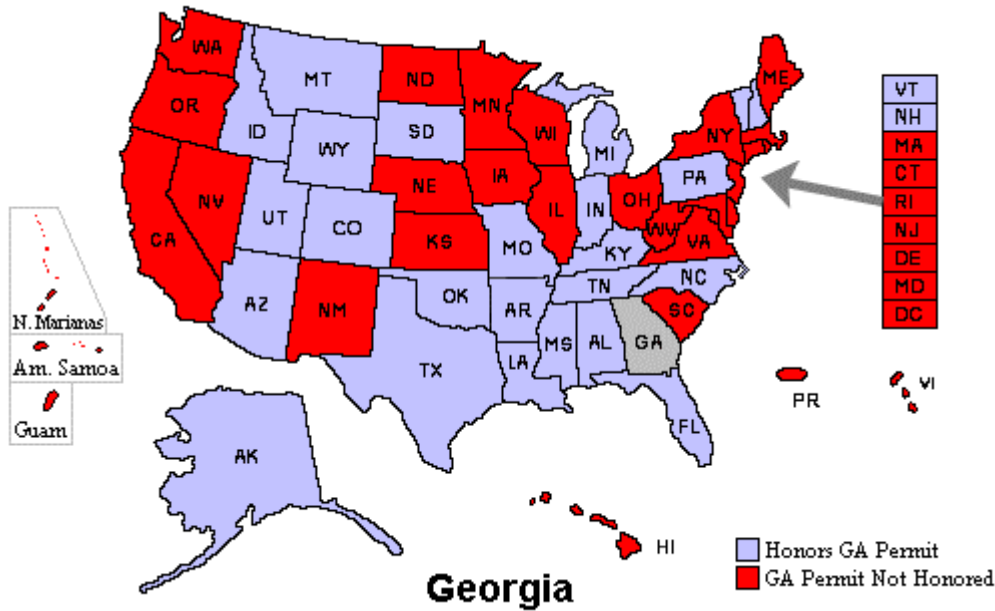 WA
MT
ND
MN
ME
OR
ID
SD
WI
NY
WY
MI
NE
IA
PA
NV
UT
CO
IL
IN
OH
WV
VA
CA
KS
MO
KY
AZ
NM
OK
AR
TN
NC
SC
TX
LA
MS
AL
GA
FL
AK
HI
VT
NH
MA
CT
RI
NJ
DE
MD
DC
N. Marianas
Am. Samoa
Guam
PR
VI
Honors GA Permit
GA Permit Not Honored
Georgia